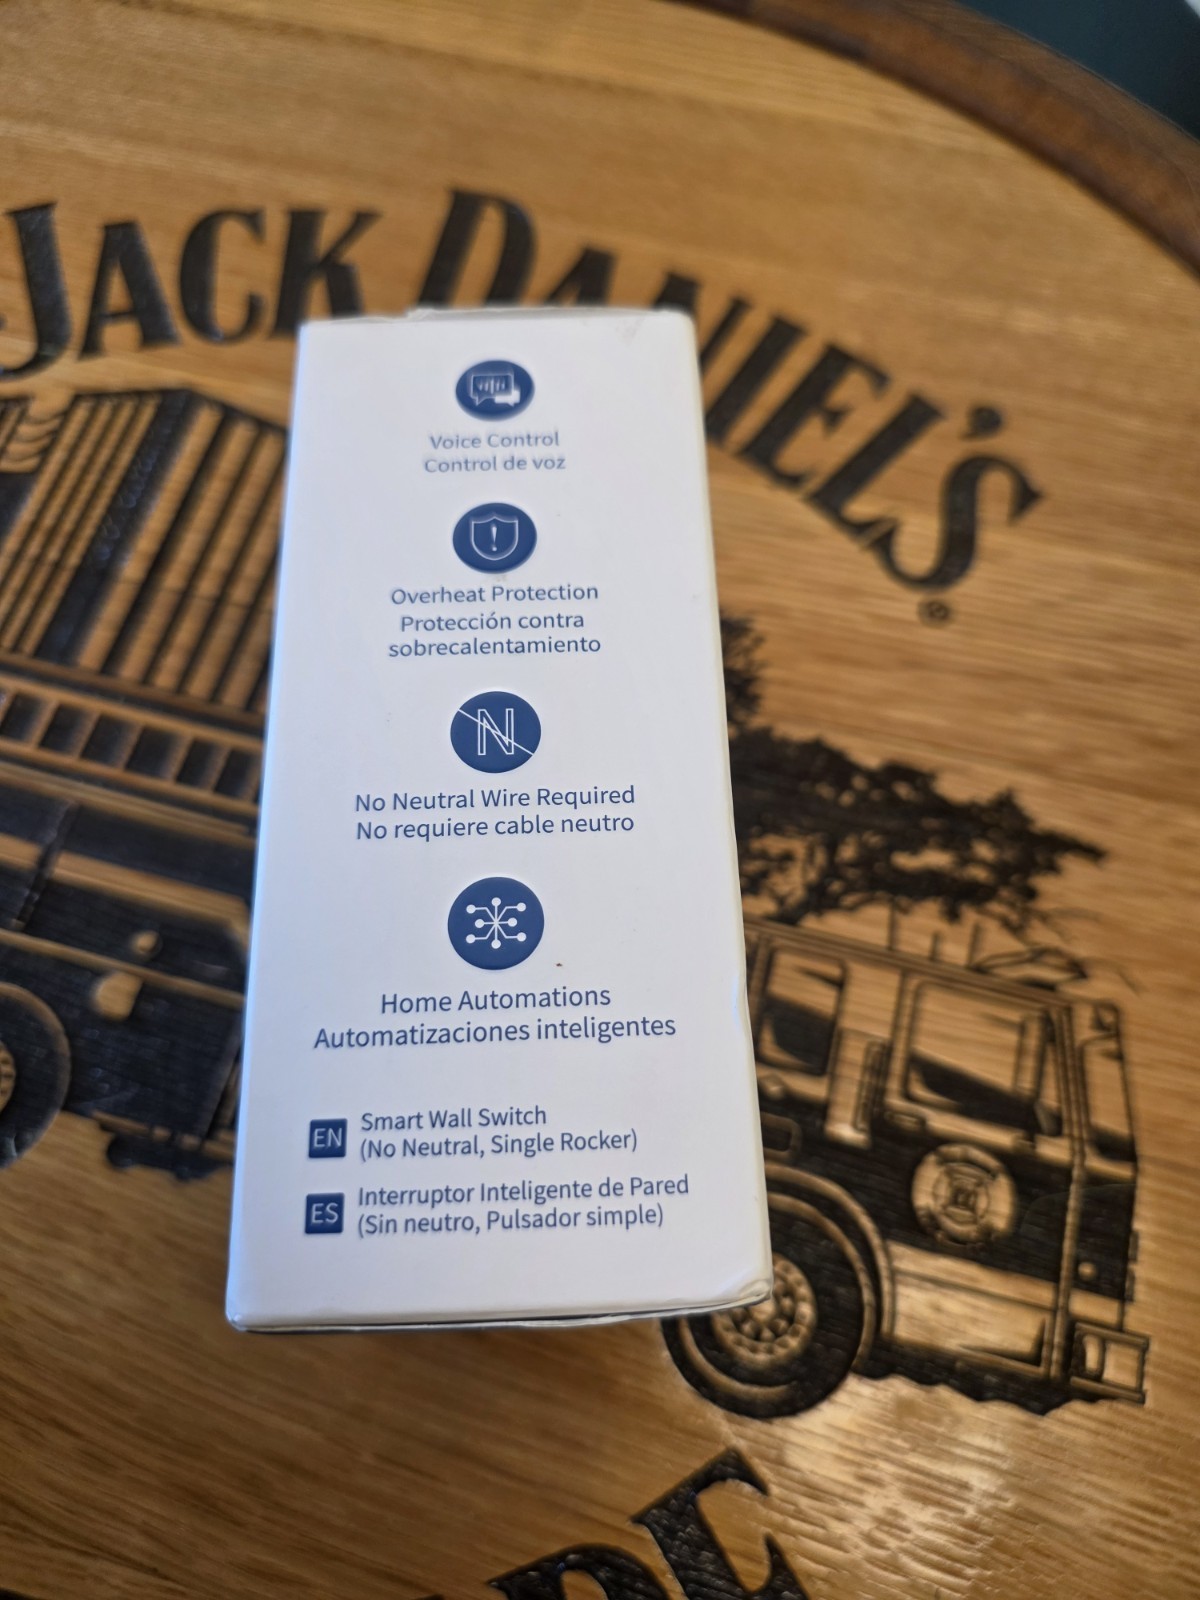 JACK DANIEL'S
®
Voice Control
Control de voz
Overheat Protection
Protección contra
sobrecalentamiento
N
No Neutral Wire Required
No requiere cable neutro
Home Automations
Automatizaciones inteligentes
EN Smart Wall Switch
(No Neutral, Single Rocker)
ES Interruptor Inteligente de Pared
(Sin neutro, Pulsador simple)